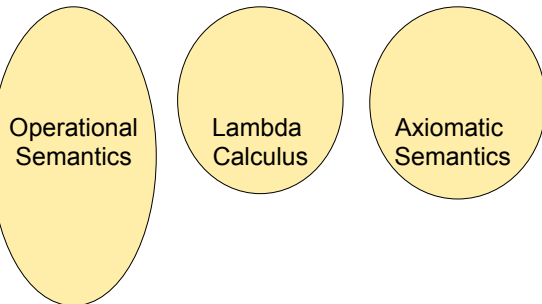 Operational
Semantics
Lambda
Calculus
Axiomatic
Semantics